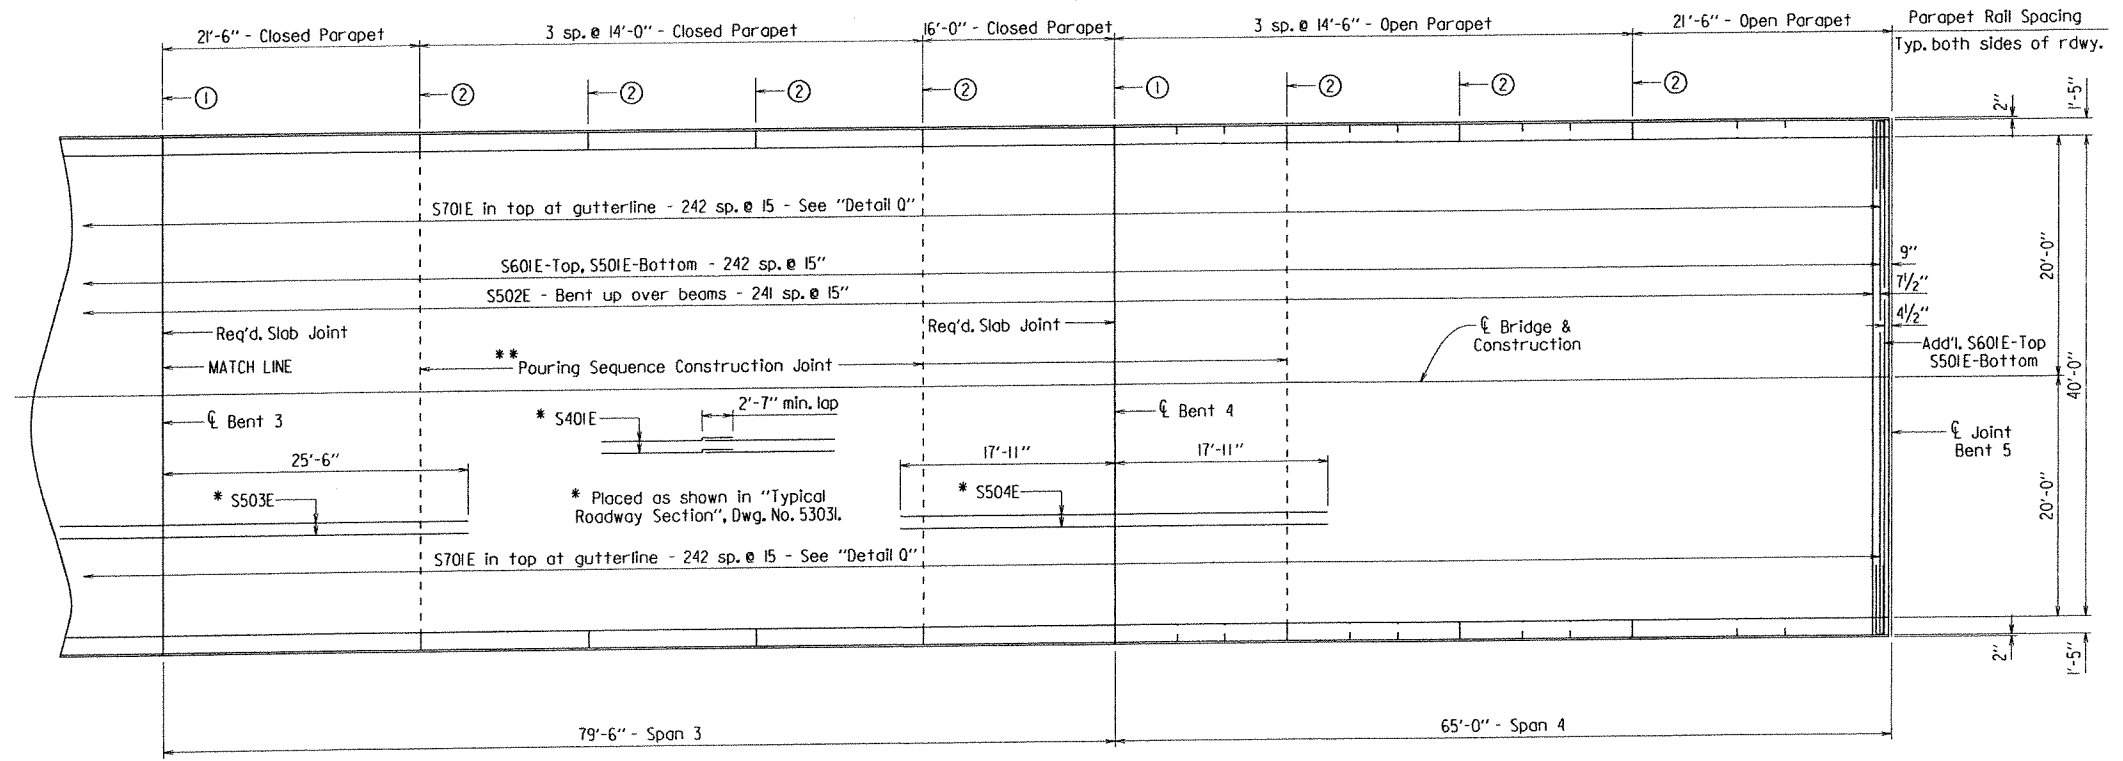 21'-6" - Closed Parapet
3 sp. @ 14'-0" - Closed Parapet
16'-0" - Closed Parapet
3 sp. @ 14'-6" - Open Parapet
21'-6" - Open Parapet
Parapet Rail Spacing
Typ. both sides of rdwy.
1
2
2
2
2
1
2
2
2
2"
1'-5"
S701E in top at gutterline - 242 sp. @ 15 - See "Detail Q"
S601E-Top, S501E-Bottom - 242 sp. @ 15"
S502E - Bent up over beams - 241 sp. @ 15"
9"
7 1/2"
4 1/2"
20'-0"
40'-0"
Req'd. Slab Joint
Req'd. Slab Joint
℄ Bridge &
Construction
Add'l. S601E-Top
S501E-Bottom
MATCH LINE
** Pouring Sequence Construction Joint
℄ Bent 3
* S401E
2'-7" min. lap
℄ Bent 4
℄ Joint
Bent 5
25'-6"
17'-11"
17'-11"
* S503E
* Placed as shown in "Typical
Roadway Section", Dwg. No. 53031.
* S504E
20'-0"
S701E in top at gutterline - 242 sp. @ 15 - See "Detail Q"
2"
1'-5"
79'-6" - Span 3
65'-0" - Span 4